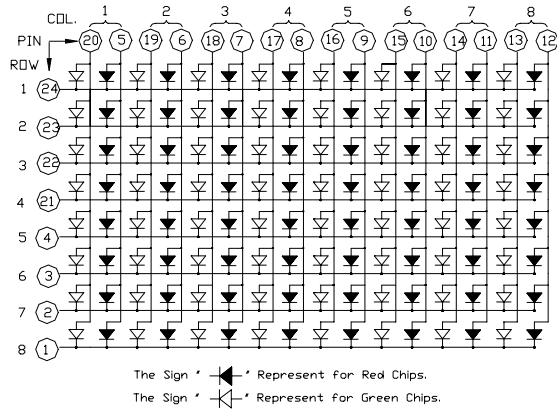 COL. 1 2 3 4 5 6 7 8
PIN 20 5 19 6 18 7 17 8 16 9 15 10 14 11 13 12
ROW
1 24
2 23
3 22
4 21
5 4
6 3
7 2
8 1
The Sign ' ' Represent for Red Chips.
The Sign ' ' Represent for Green Chips.